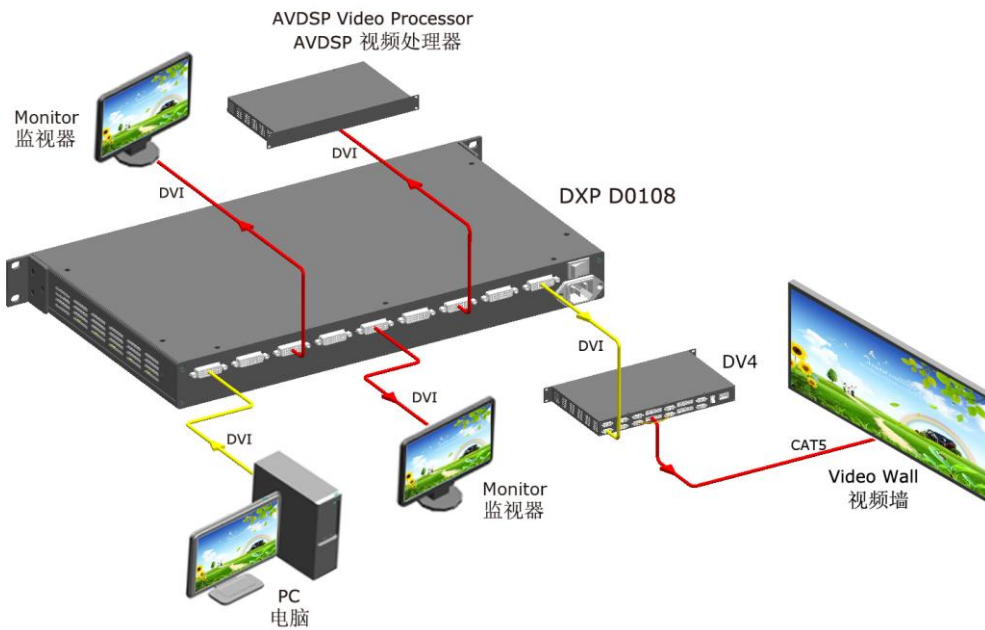 AVDSP Video Processor
AVDSP 视频处理器
Monitor
监视器
DVI
DVI
DXP D0108
DVI
DV4
DVI
DVI
CAT5
Video Wall
视频墙
Monitor
监视器
PC
电脑